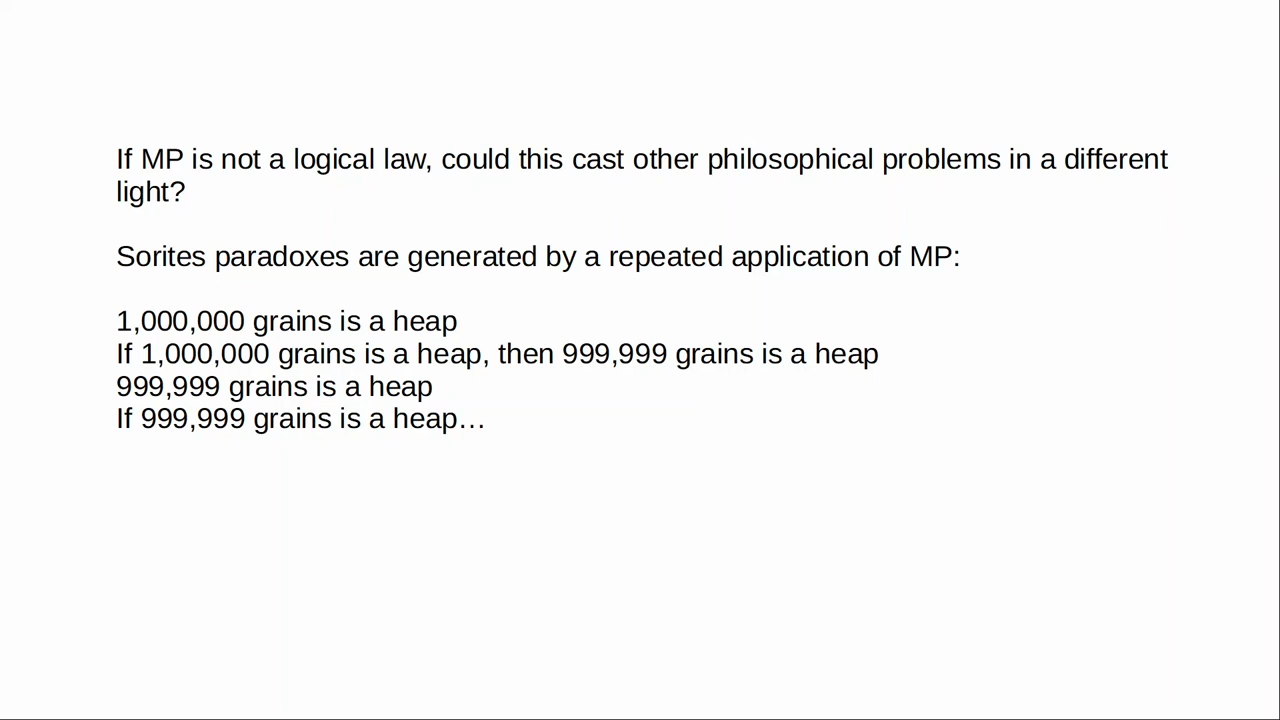 If MP is not a logical law, could this cast other philosophical problems in a different
light?
Sorites paradoxes are generated by a repeated application of MP:
1,000,000 grains is a heap
If 1,000,000 grains is a heap, then 999,999 grains is a heap
999,999 grains is a heap
If 999,999 grains is a heap…